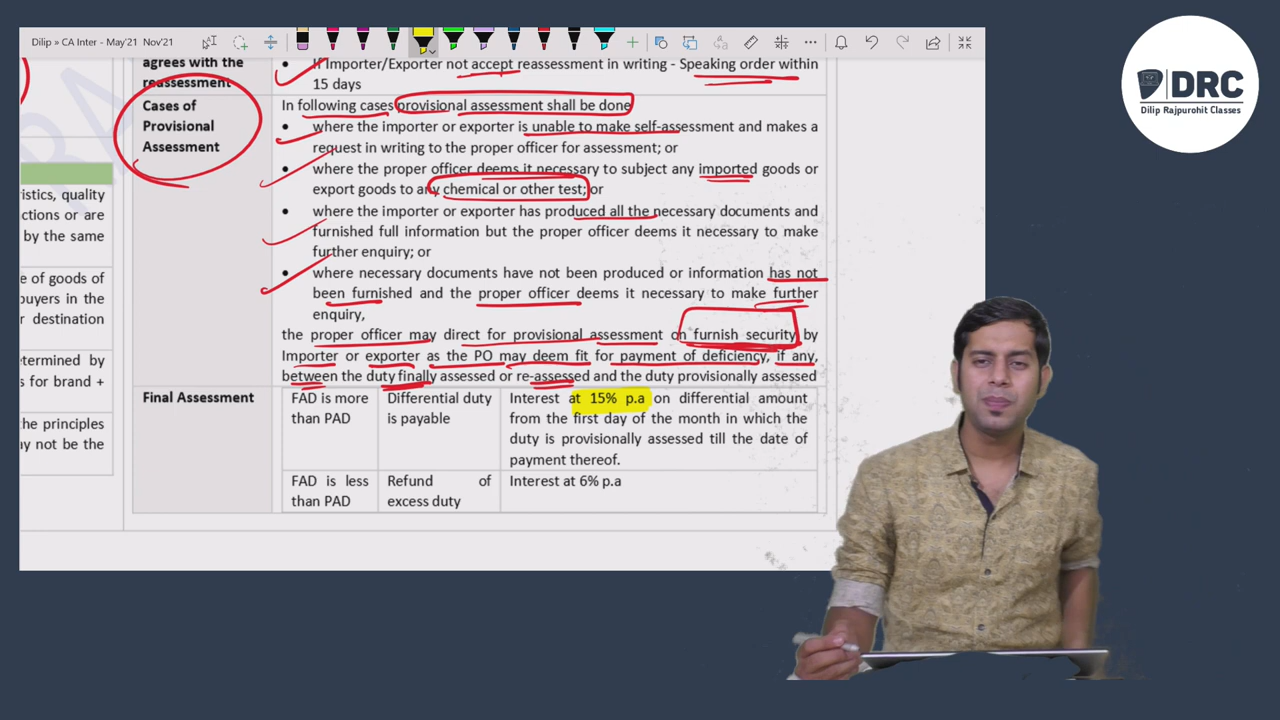 Dilip » CA Inter - May'21 Nov'21
DRC
Dilip Rajpurohit Classes
agrees with the
reassessment
If Importer/Exporter not accept reassessment in writing - Speaking order within
15 days
Cases of
Provisional
Assessment
In following cases provisional assessment shall be done
• where the importer or exporter is unable to make self-assessment and makes a
request in writing to the proper officer for assessment; or
• where the proper officer deems it necessary to subject any imported goods or
export goods to any chemical or other test; or
• where the importer or exporter has produced all the necessary documents and
furnished full information but the proper officer deems it necessary to make
further enquiry; or
• where necessary documents have not been produced or information has not
been furnished and the proper officer deems it necessary to make further
enquiry,
the proper officer may direct for provisional assessment on furnish security by
Importer or exporter as the PO may deem fit for payment of deficiency, if any,
between the duty finally assessed or re-assessed and the duty provisionally assessed
Final Assessment
FAD is more
than PAD
Differential duty
is payable
Interest at 15% p.a on differential amount
from the first day of the month in which the
duty is provisionally assessed till the date of
payment thereof.
FAD is less
than PAD
Refund of
excess duty
Interest at 6% p.a
istics, quality
ctions or are
by the same
e of goods of
buyers in the
r destination
etermined by
s for brand +
he principles
ay not be the